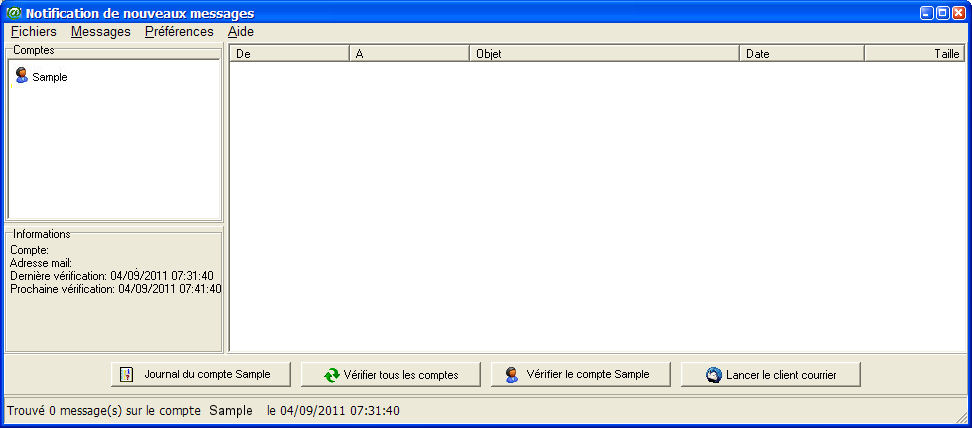 Notification de nouveaux messages
Fichiers Messages Préférences Aide
Comptes
Sample
De A Objet Date Taille
Informations
Compte:
Adresse mail:
Dernière vérification: 04/09/2011 07:31:40
Prochaine vérification: 04/09/2011 07:41:40
Journal du compte Sample Vérifier tous les comptes Vérifier le compte Sample Lancer le client courrier
Trouvé 0 message(s) sur le compte Sample le 04/09/2011 07:31:40